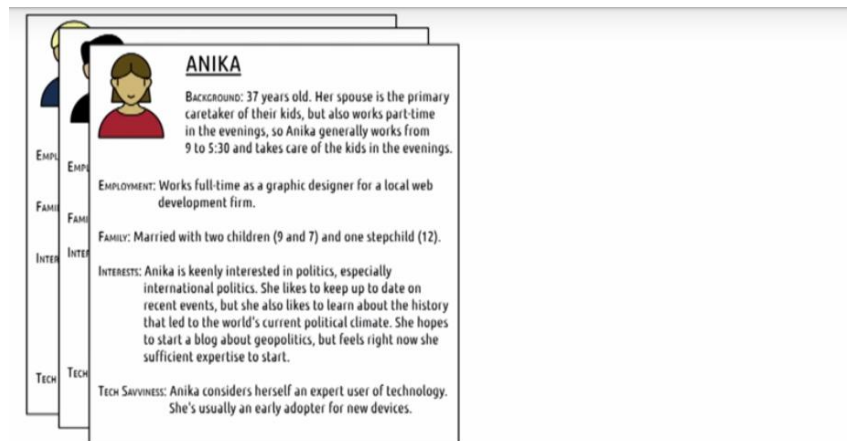 ANIKA
BACKGROUND: 37 years old. Her spouse is the primary
caretaker of their kids, but also works part-time
in the evenings, so Anika generally works from
9 to 5:30 and takes care of the kids in the evenings.
EMPL
EMPL
EMPLOYMENT: Works full-time as a graphic designer for a local web
development firm.
FAMI
FAMI
FAMILY: Married with two children (9 and 7) and one stepchild (12).
INTER
INTER
INTERESTS: Anika is keenly interested in politics, especially
international politics. She likes to keep up to date on
recent events, but she also likes to learn about the history
that led to the world's current political climate. She hopes
to start a blog about geopolitics, but feels right now she
sufficient expertise to start.
TECH
TECH
TECH SAVVINESS: Anika considers herself an expert user of technology.
She's usually an early adopter for new devices.